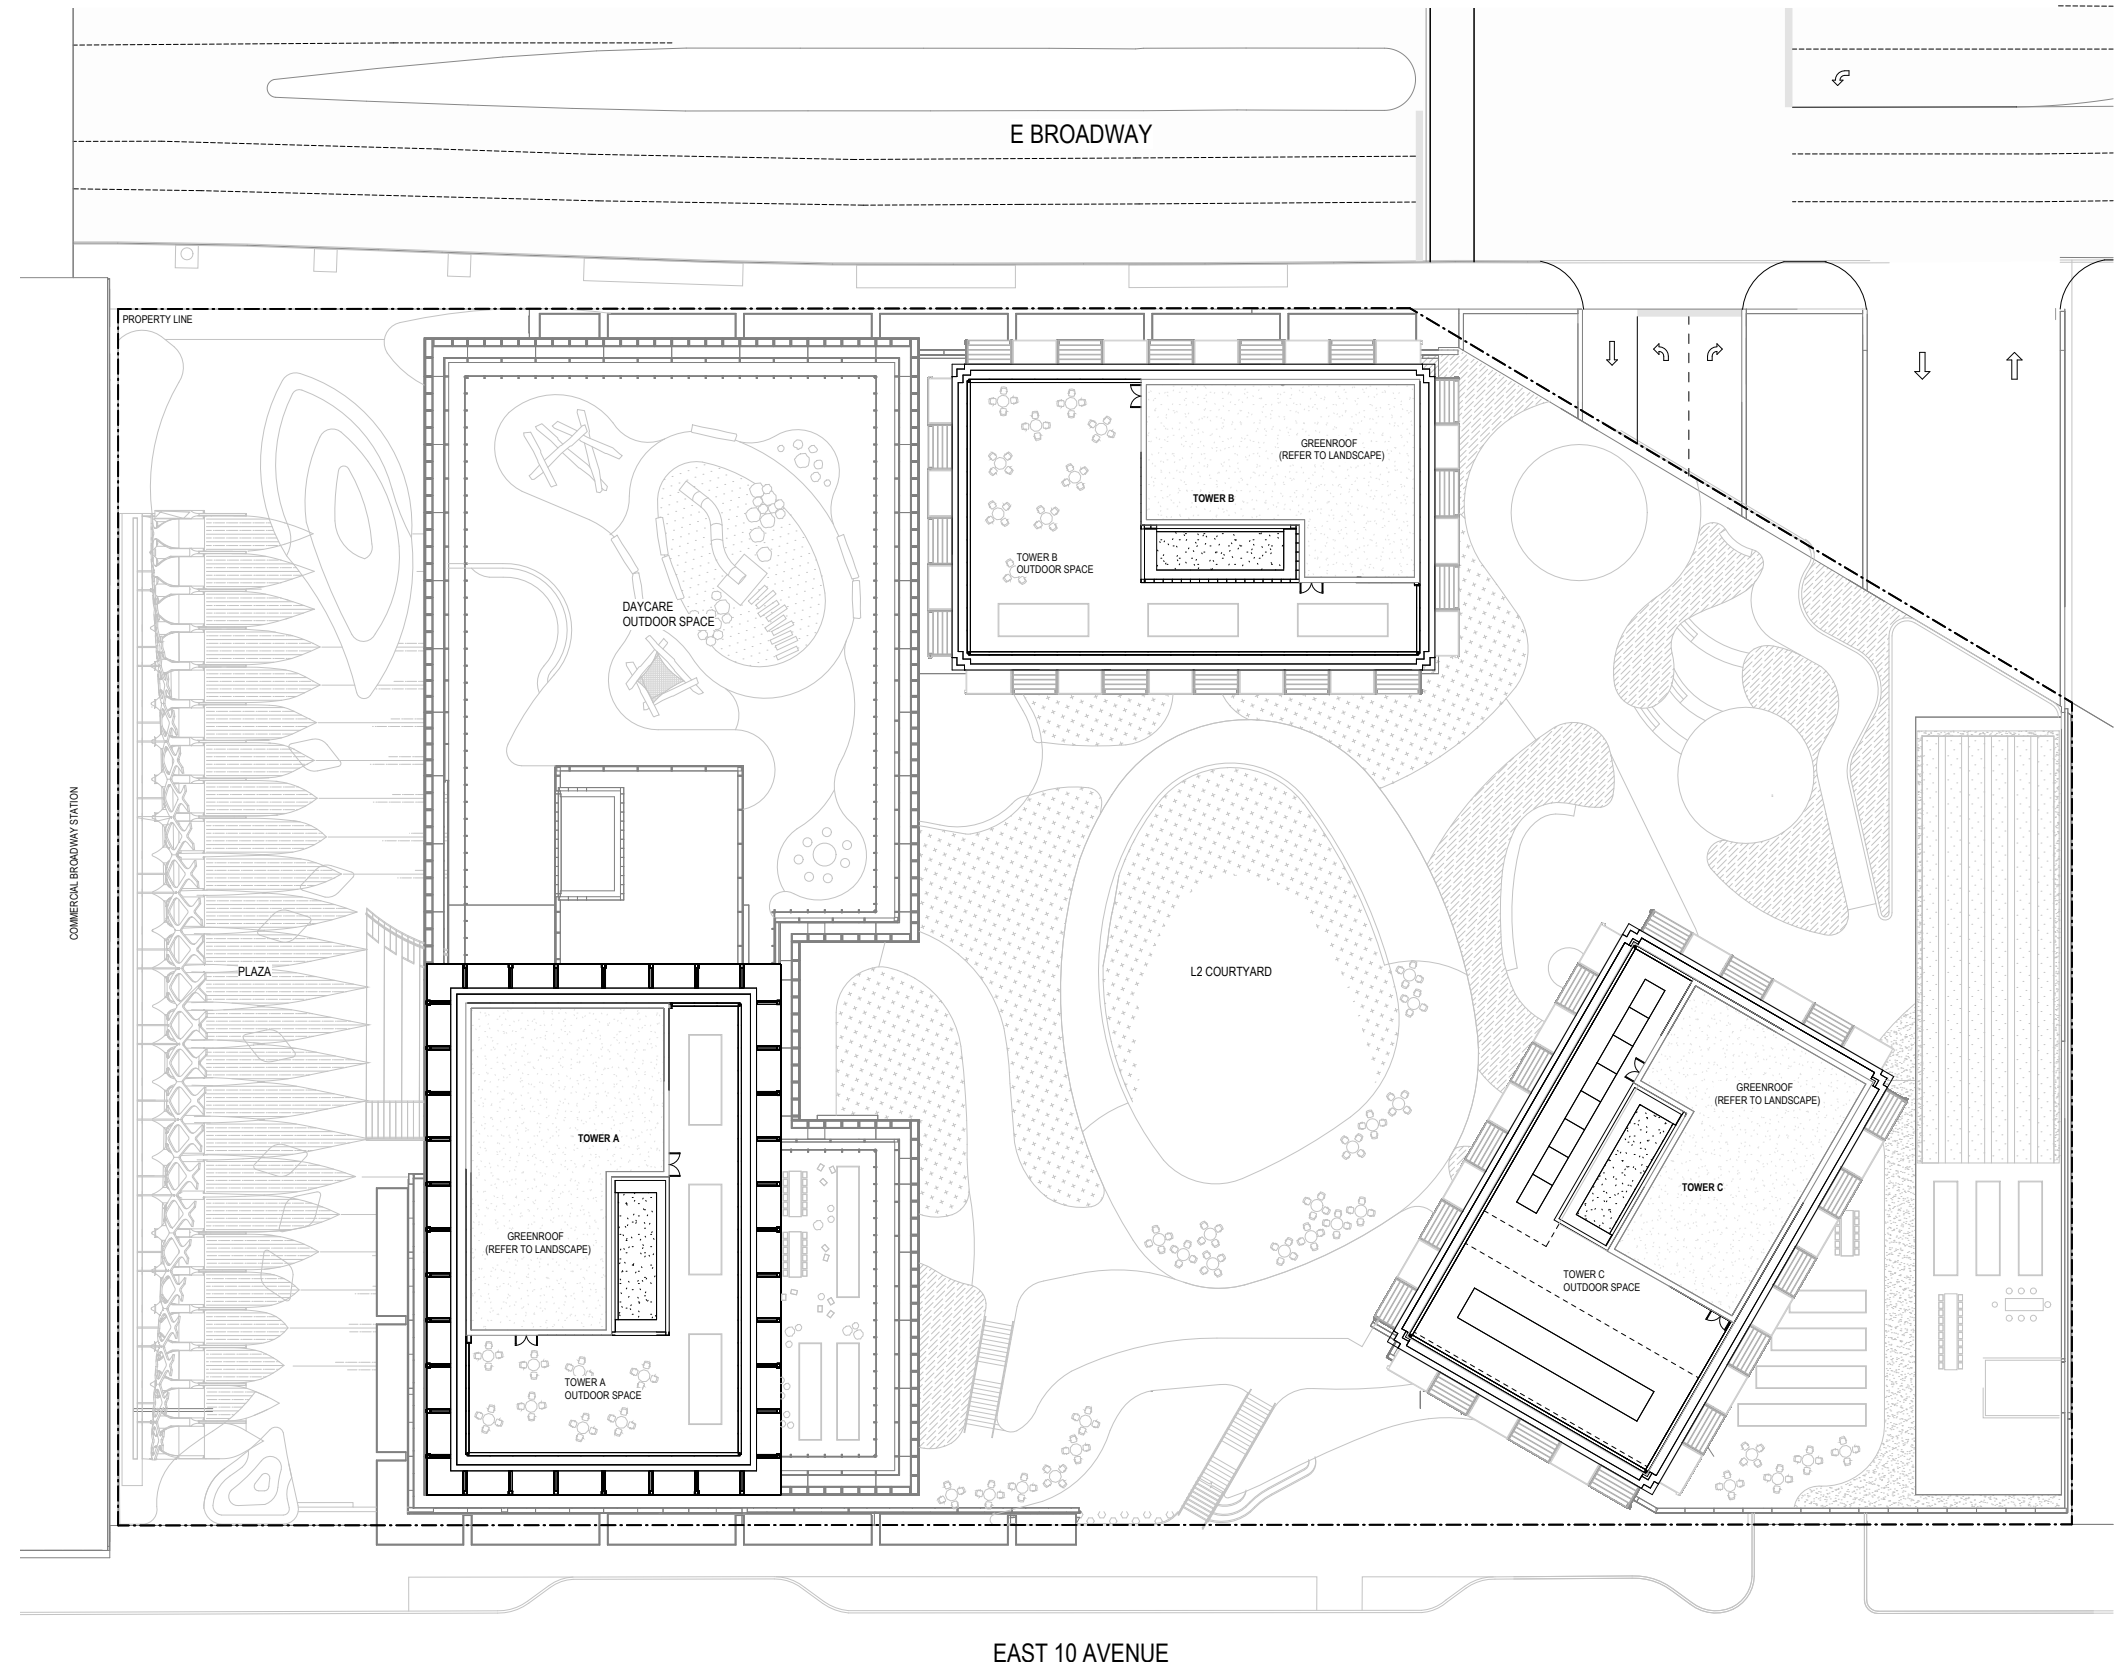 E BROADWAY
PROPERTY LINE
GREENROOF
(REFER TO LANDSCAPE)
TOWER B
TOWER B
OUTDOOR SPACE
DAYCARE
OUTDOOR SPACE
COMMERCIAL BROADWAY STATION
PLAZA
L2 COURTYARD
GREENROOF
(REFER TO LANDSCAPE)
TOWER A
TOWER C
GREENROOF
(REFER TO LANDSCAPE)
TOWER C
OUTDOOR SPACE
TOWER A
OUTDOOR SPACE
EAST 10 AVENUE